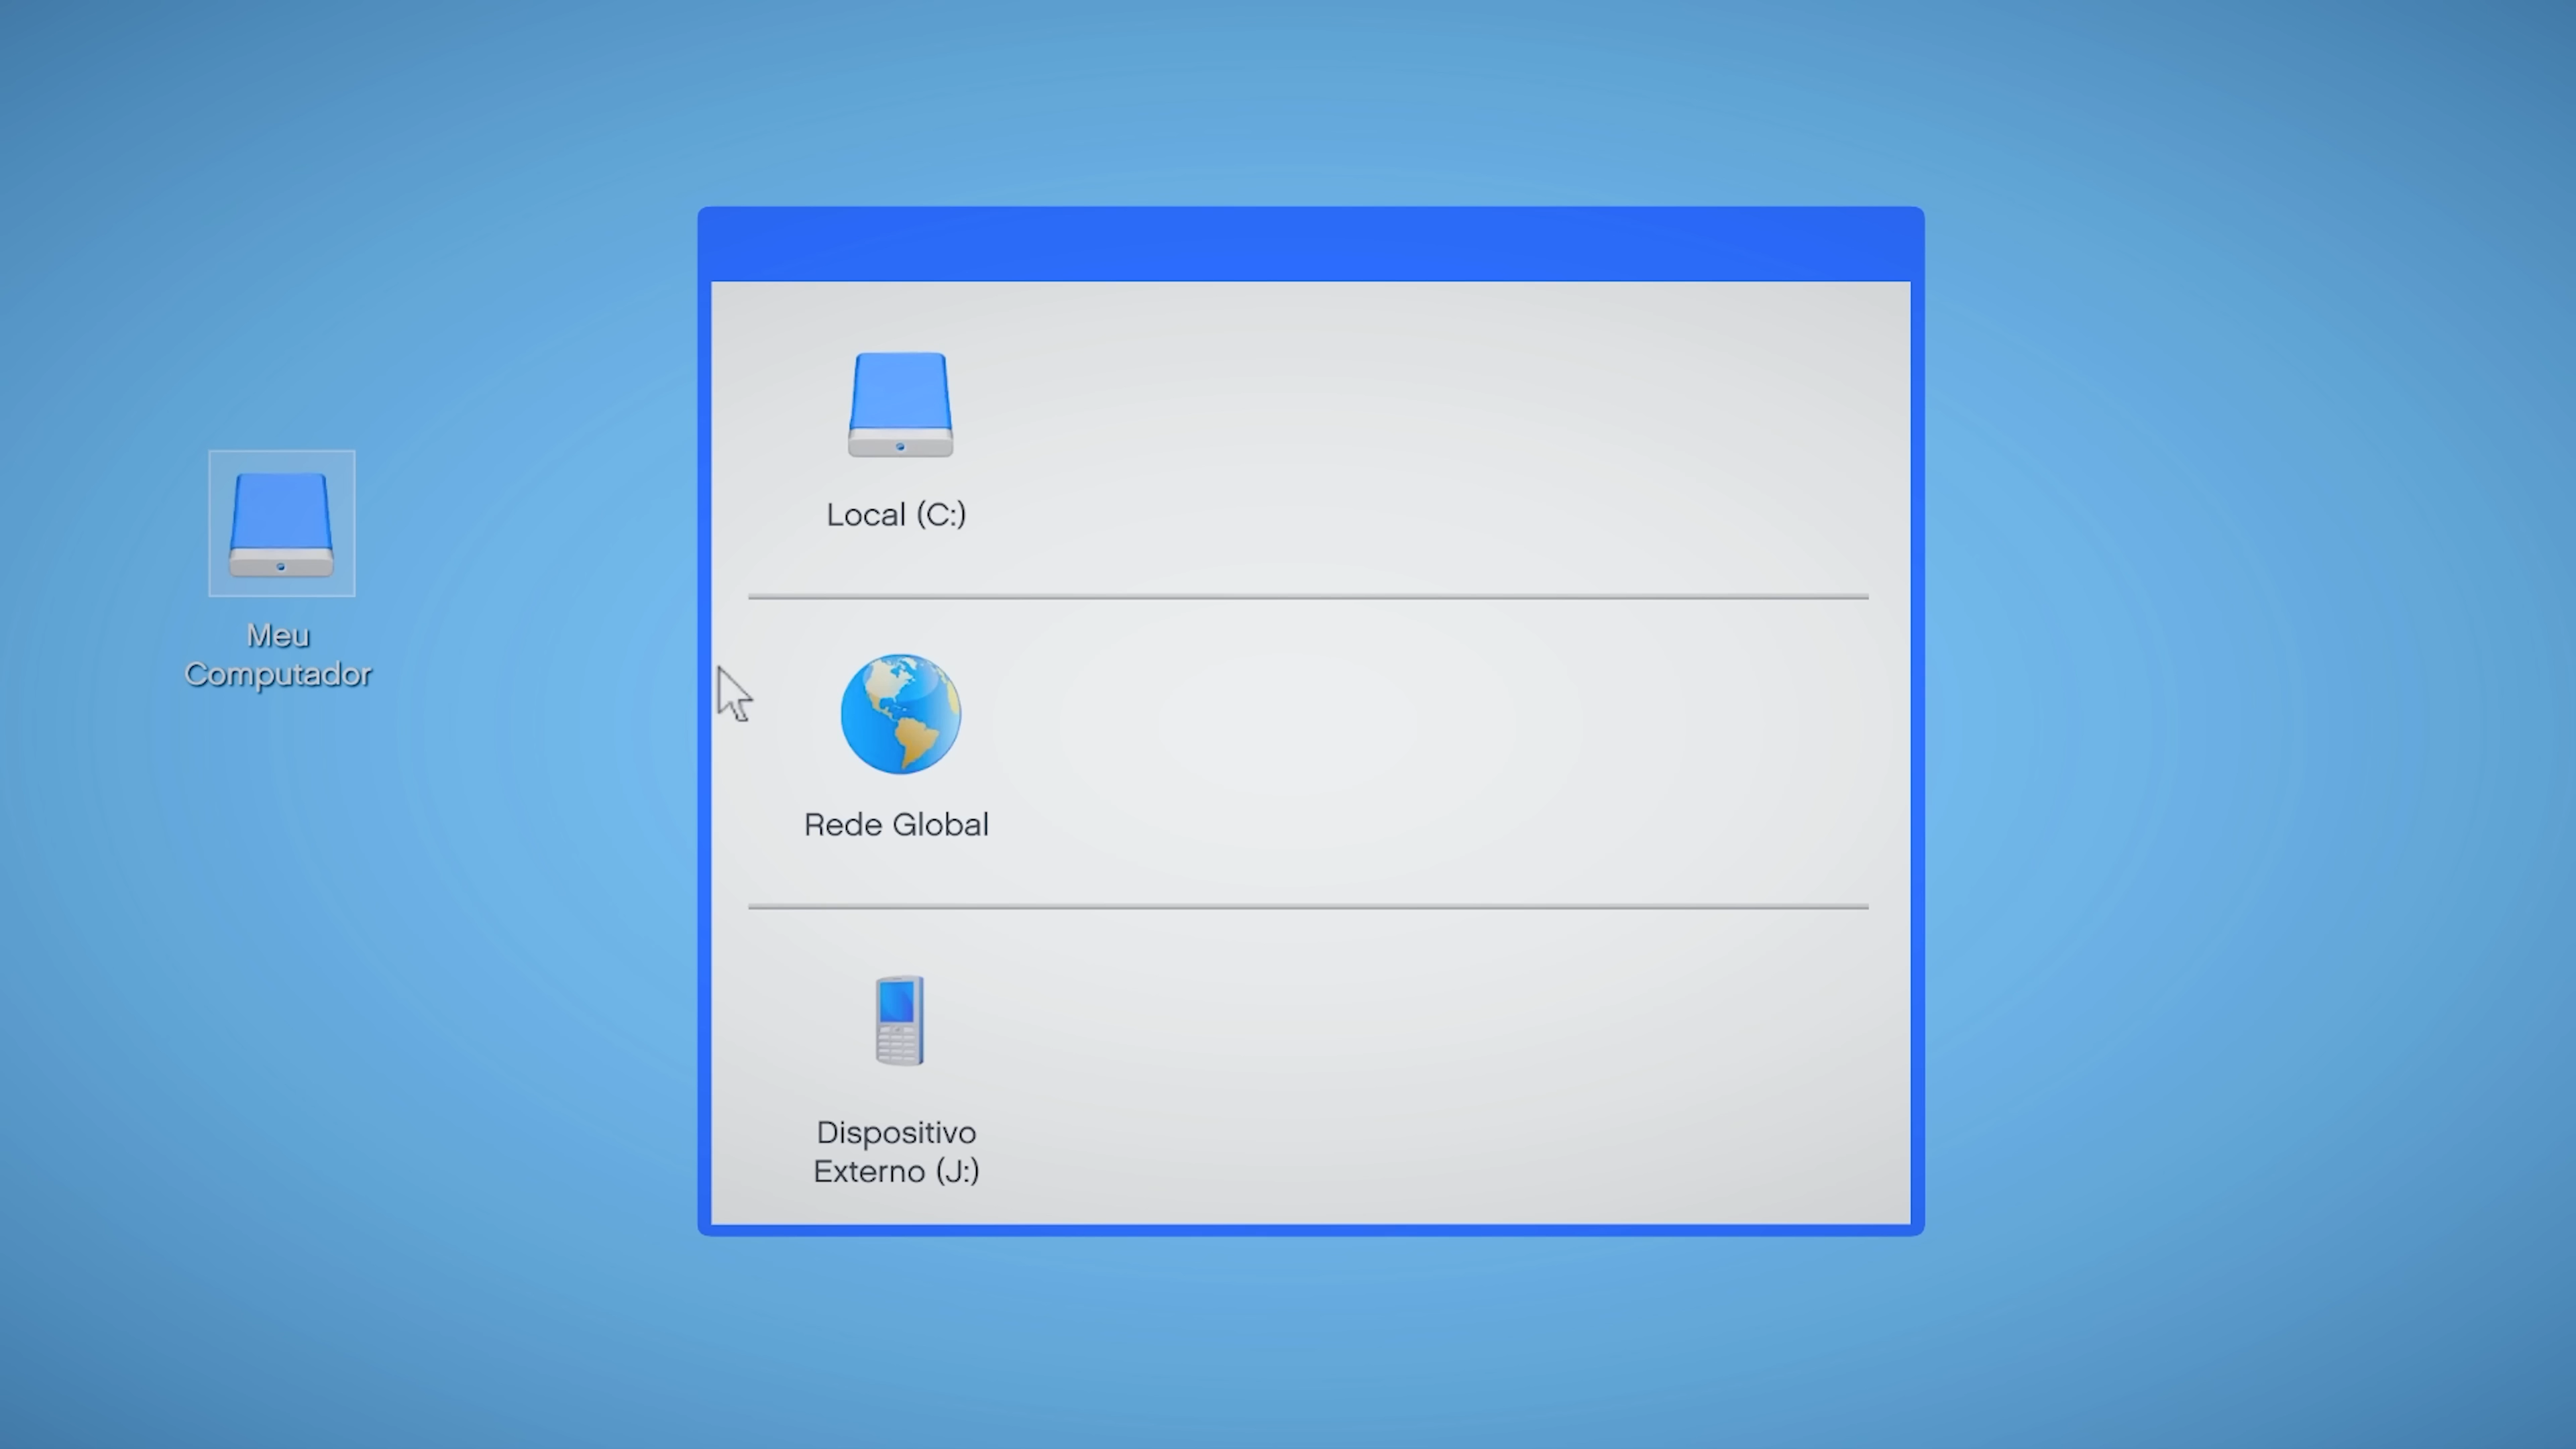 Meu
Computador
Local (C:)
Rede Global
Dispositivo
Externo (J:)